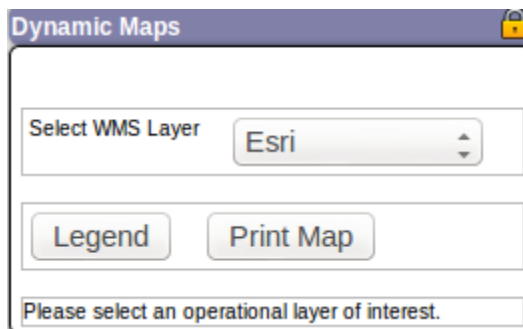 Dynamic Maps
Select WMS Layer
Esri
Legend
Print Map
Please select an operational layer of interest.